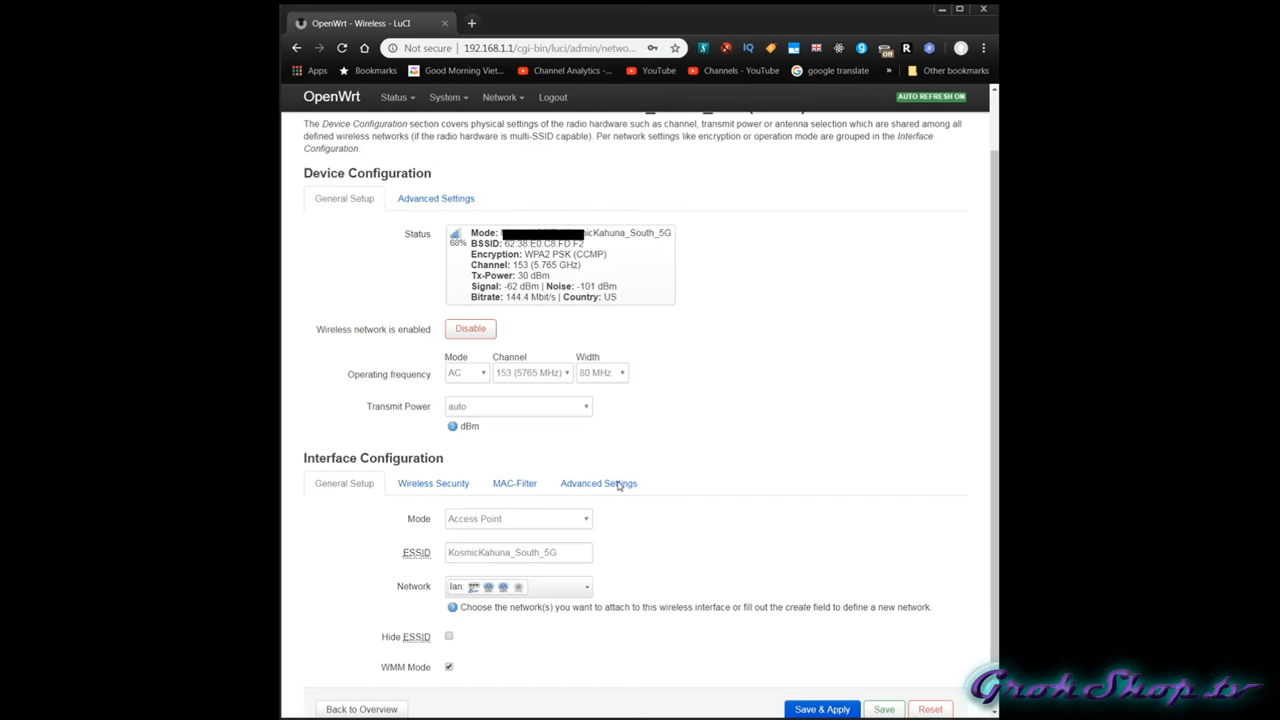 OpenWrt - Wireless - LuCI
Not secure 192.168.1.1/cgi-bin/luci/admin/netwo...
Off
Apps Bookmarks Good Morning Viet... Channel Analytics -... YouTube Channels - YouTube google translate » Other bookmarks
OpenWrt Status System Network Logout AUTO REFRESH ON
The Device Configuration section covers physical settings of the radio hardware such as channel, transmit power or antenna selection which are shared among all
defined wireless networks (if the radio hardware is multi-SSID capable). Per network settings like encryption or operation mode are grouped in the Interface
Configuration.
Device Configuration
General Setup Advanced Settings
Status
68%
Mode: icKahuna_South_5G
BSSID: 62:38:E0:C8:FD:F2
Encryption: WPA2 PSK (CCMP)
Channel: 153 (5.765 GHz)
Tx-Power: 30 dBm
Signal: -62 dBm | Noise: -101 dBm
Bitrate: 144.4 Mbit/s | Country: US
Wireless network is enabled Disable
Mode Channel Width
Operating frequency AC 153 (5765 MHz) 80 MHz
Transmit Power auto
dBm
Interface Configuration
General Setup Wireless Security MAC-Filter Advanced Settings
Mode Access Point
ESSID KosmicKahuna_South_5G
Network lan:
Choose the network(s) you want to attach to this wireless interface or fill out the create field to define a new network.
Hide ESSID
WMM Mode
Back to Overview Save & Apply Save Reset
GrokShop.tv